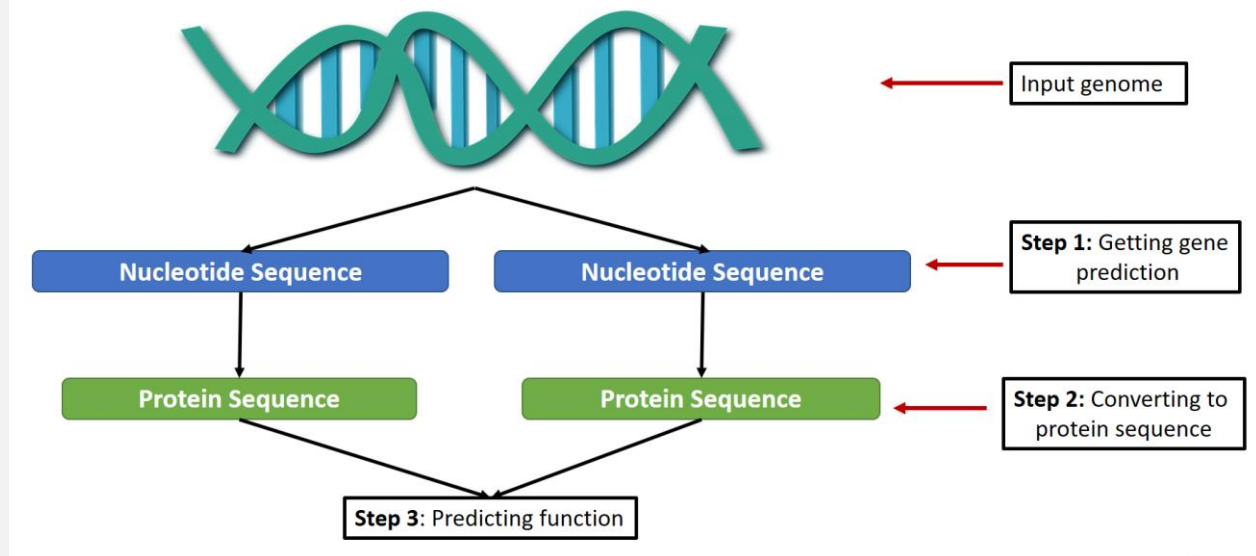 Input genome
Nucleotide Sequence
Nucleotide Sequence
Step 1: Getting gene
prediction
Protein Sequence
Protein Sequence
Step 2: Converting to
protein sequence
Step 3: Predicting function